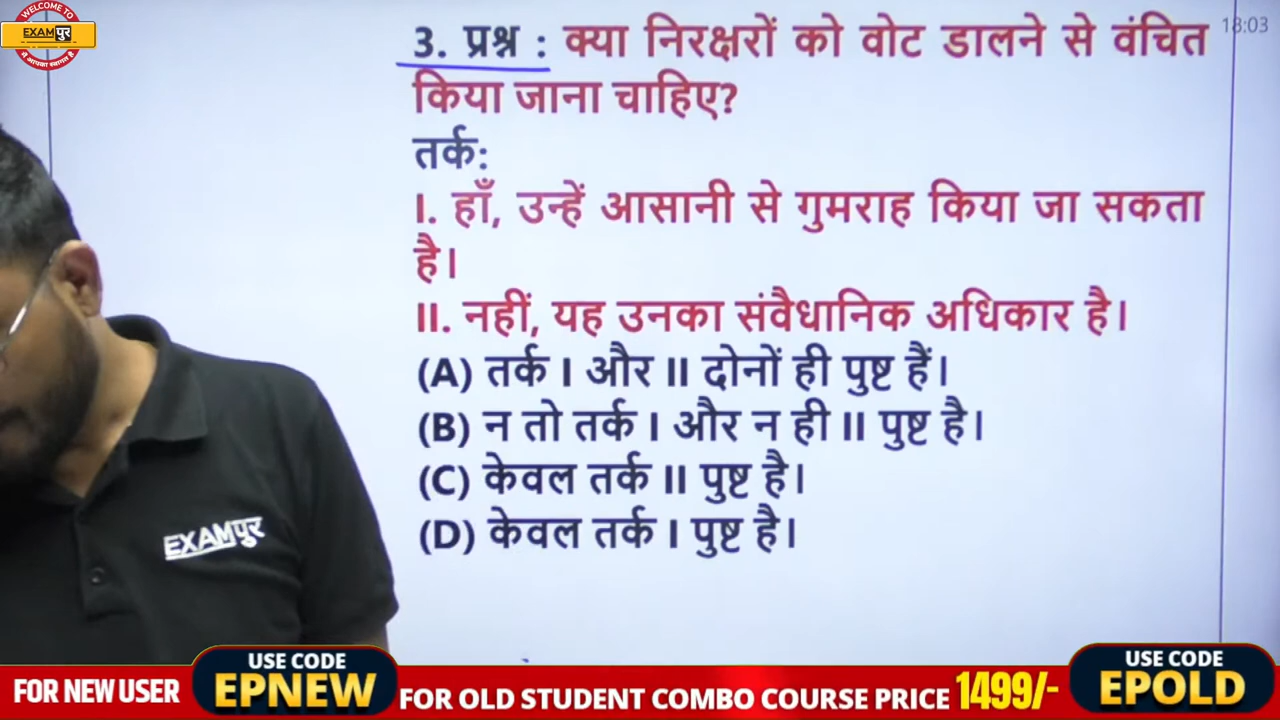 WELCOME TO
EXAMपुर
में आपका स्वागत है
18:03
3. प्रश्न : क्या निरक्षरों को वोट डालने से वंचित
किया जाना चाहिए?
तर्क:
I. हाँ, उन्हें आसानी से गुमराह किया जा सकता
है।
II. नहीं, यह उनका संवैधानिक अधिकार है।
(A) तर्क I और II दोनों ही पुष्ट हैं।
(B) न तो तर्क I और न ही II पुष्ट है।
(C) केवल तर्क II पुष्ट है।
(D) केवल तर्क I पुष्ट है।
EXAMपुर
FOR NEW USER
USE CODE
EPNEW
FOR OLD STUDENT COMBO COURSE PRICE 1499/-
USE CODE
EPOLD